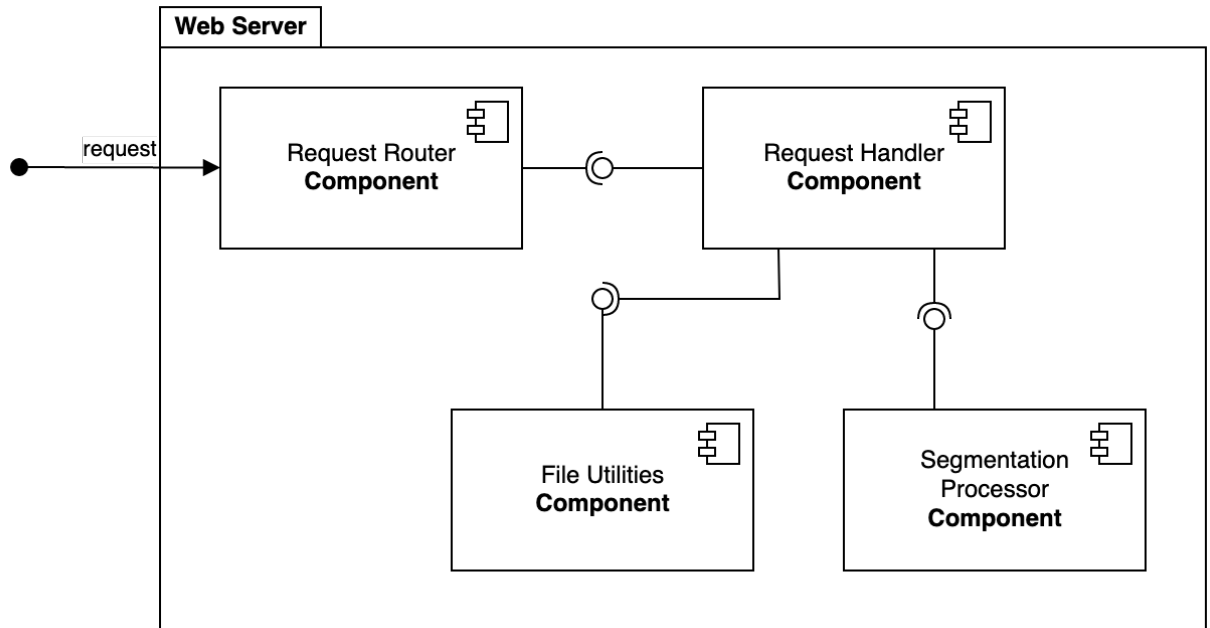 Web Server
request
Request Router
Component
Request Handler
Component
File Utilities
Component
Segmentation
Processor
Component